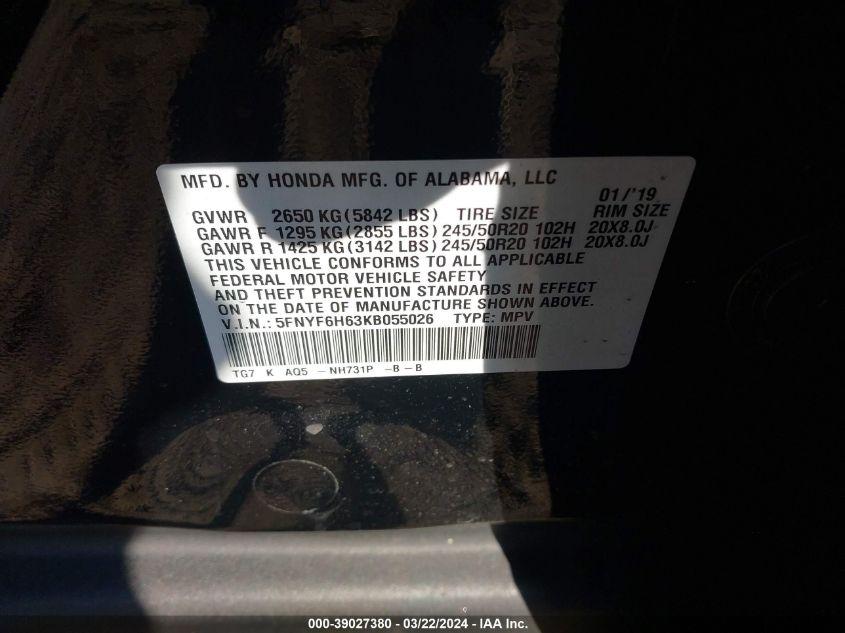 MFD. BY HONDA MFG. OF ALABAMA, LLC
01/'19
GVWR 2650 KG(5842 LBS) TIRE SIZE RIM SIZE
GAWR F 1295 KG(2855 LBS) 245/50R20 102H 20X8.0J
GAWR R 1425 KG(3142 LBS) 245/50R20 102H 20X8.0J
THIS VEHICLE CONFORMS TO ALL APPLICABLE
FEDERAL MOTOR VEHICLE SAFETY
AND THEFT PREVENTION STANDARDS IN EFFECT
ON THE DATE OF MANUFACTURE SHOWN ABOVE.
V.I.N.: 5FNYF6H63KB055026 TYPE: MPV
TG7 K AQ5 -NH731P -B-B
000-39027380 - 03/22/2024 - IAA Inc.